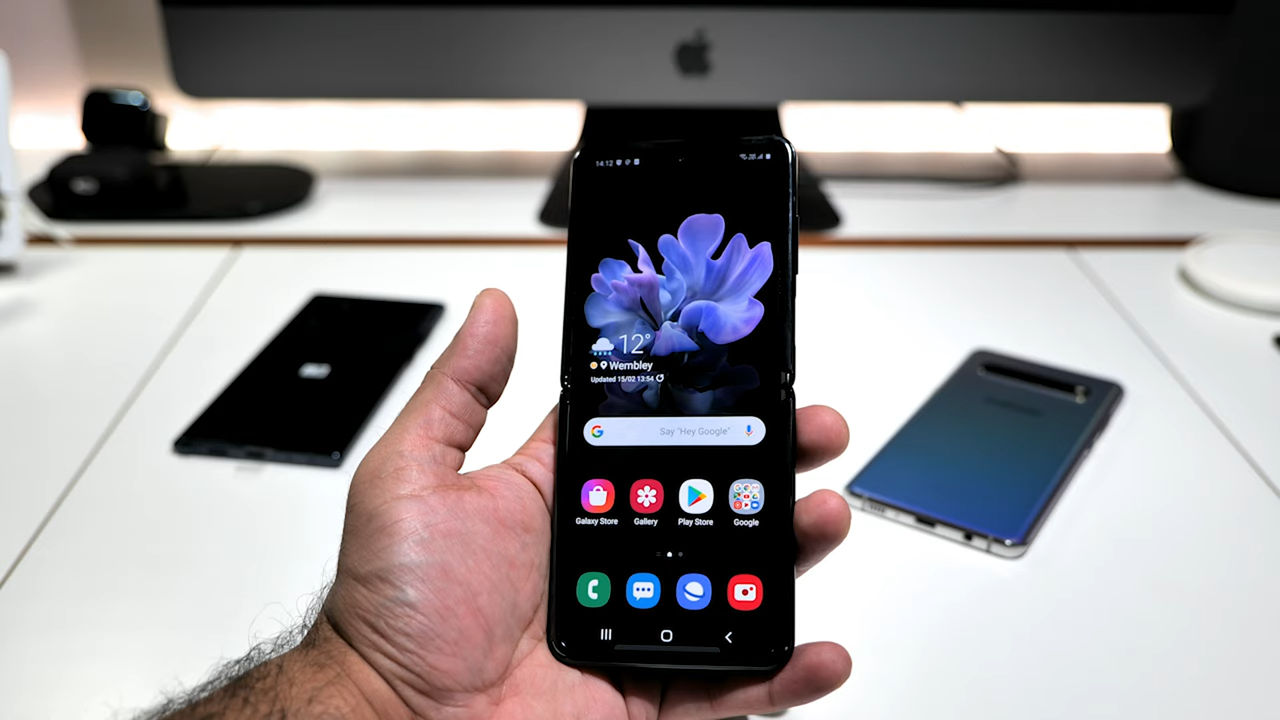 14:12
12°
Wembley
Updated 15/02 13:54
Say "Hey Google"
Galaxy Store
Gallery
Play Store
Google